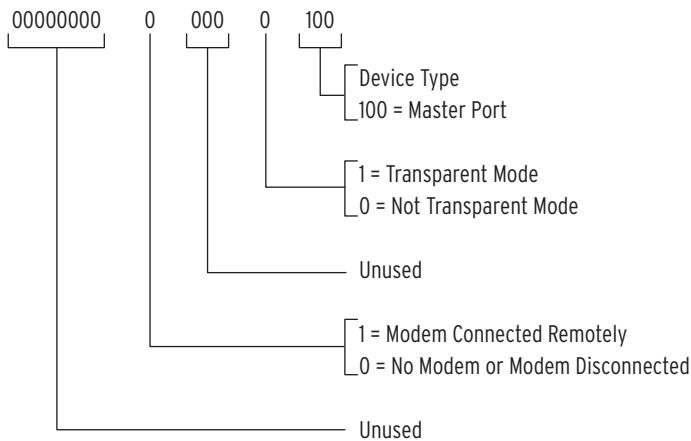 00000000 0 000 0 100
Device Type
100 = Master Port
1 = Transparent Mode
0 = Not Transparent Mode
Unused
1 = Modem Connected Remotely
0 = No Modem or Modem Disconnected
Unused